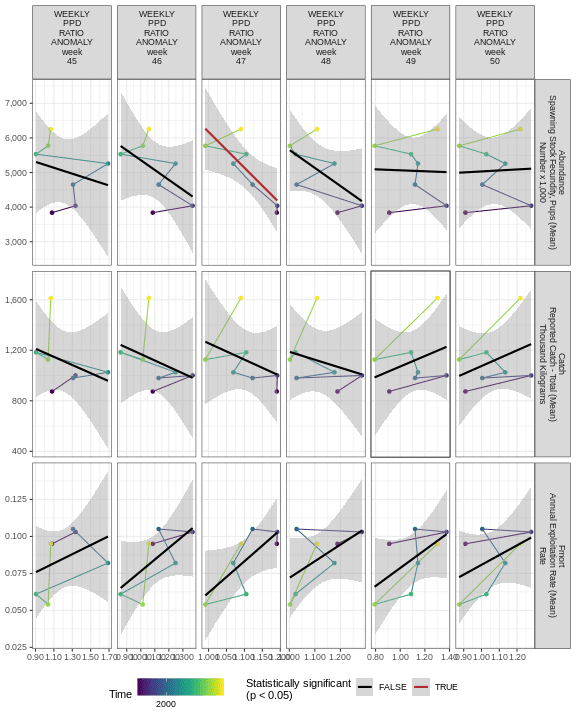 WEEKLY PPD RATIO ANOMALY week 45
WEEKLY PPD RATIO ANOMALY week 46
WEEKLY PPD RATIO ANOMALY week 47
WEEKLY PPD RATIO ANOMALY week 48
WEEKLY PPD RATIO ANOMALY week 49
WEEKLY PPD RATIO ANOMALY week 50
7,000
6,000
5,000
4,000
3,000
Abundance
Spawning Stock Fecundity, Pups (Mean)
Number x 1,000
1,600
1,200
800
400
Catch
Reported Catch - Total (Mean)
Thousand Kilograms
0.125
0.100
0.075
0.050
0.025
Fmort
Annual Exploitation Rate (Mean)
Rate
0.90 1.10 1.30 1.50 1.70
1.100 1.200
0.80 1.00 1.20 1.40
1.00 1.10 1.20
Time
2000
Statistically significant
(p < 0.05)
FALSE
TRUE